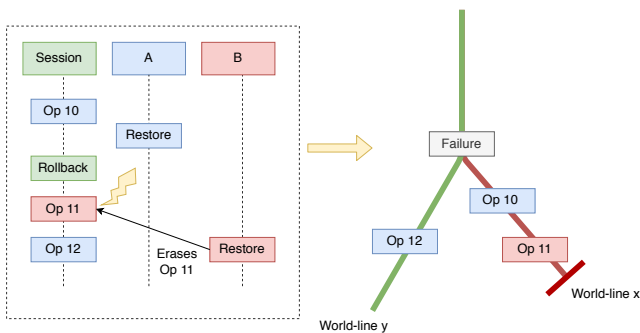 Session
A
B
Op 10
Restore
Rollback
Op 11
Op 12
Erases
Op 11
Restore
Failure
Op 10
Op 12
Op 11
World-line x
World-line y